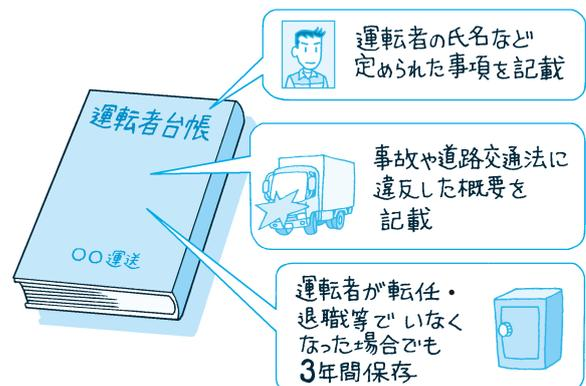 運転者台帳
○○運送
運転者の氏名など
定められた事項を記載
事故や道路交通法に
違反した概要を
記載
運転者が転任・
退職等でいなく
なった場合でも
3年間保存